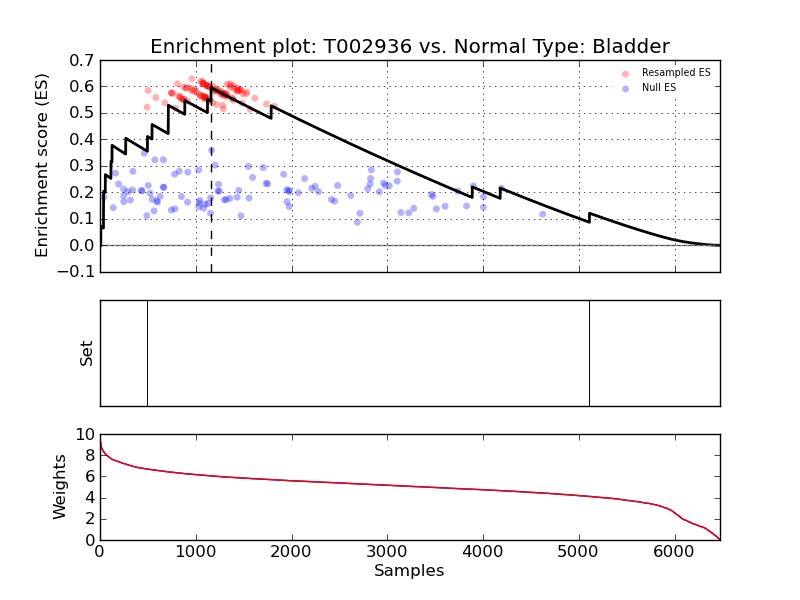 Enrichment plot: T002936 vs. Normal Type: Bladder
Enrichment score (ES)
0.7
0.6
0.5
0.4
0.3
0.2
0.1
0.0
−0.1
Resampled ES
Null ES
Set
Weights
10
8
6
4
2
0
0 1000 2000 3000 4000 5000 6000
Samples